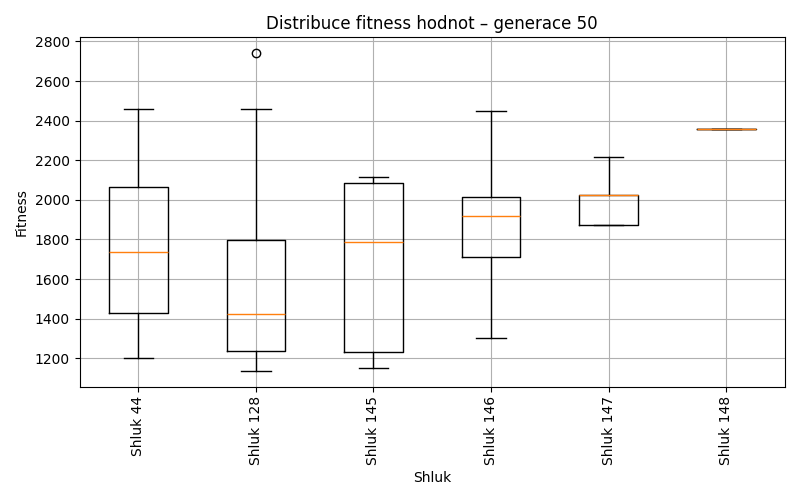 Distribuce fitness hodnot – generace 50
Fitness
2800
2600
2400
2200
2000
1800
1600
1400
1200
Shluk 44
Shluk 128
Shluk 145
Shluk 146
Shluk 147
Shluk 148
Shluk